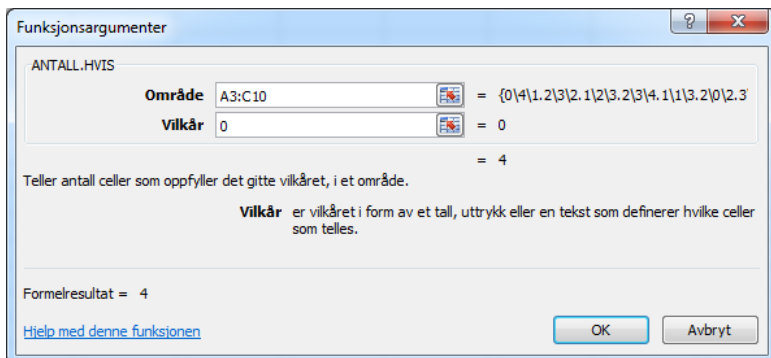 Funksjonsargumenter
ANTALL.HVIS
Område A3:C10 = {0\4\1.2\3\2.1\2\3.2\3\4.1\1\3.2\0\2.3
Vilkår 0 = 0
= 4
Teller antall celler som oppfyller det gitte vilkåret, i et område.
Vilkår er vilkåret i form av et tall, uttrykk eller en tekst som definerer hvilke celler
som telles.
Formelresultat = 4
Hjelp med denne funksjonen OK Avbryt